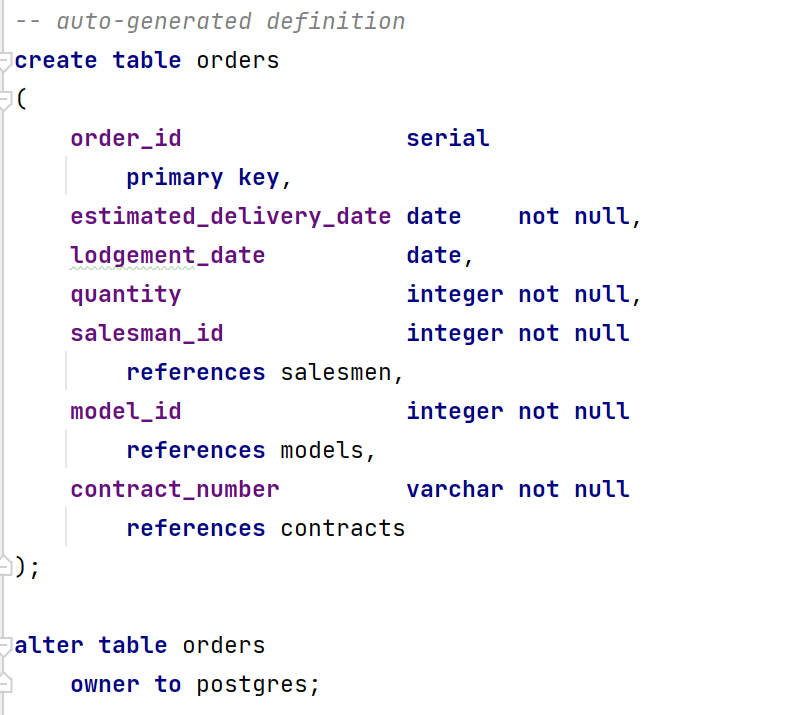 -- auto-generated definition
create table orders
(
    order_id                serial
        primary key,
    estimated_delivery_date date    not null,
    lodgement_date          date,
    quantity                integer not null,
    salesman_id             integer not null
        references salesmen,
    model_id                integer not null
        references models,
    contract_number         varchar not null
        references contracts
);

alter table orders
    owner to postgres;